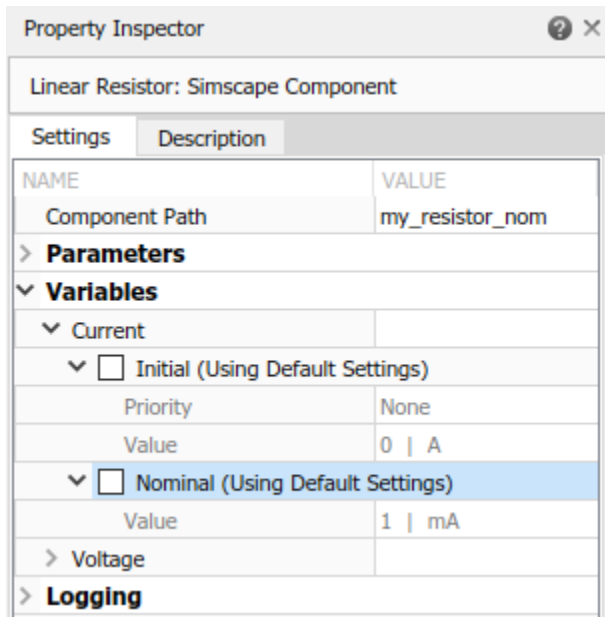 Property Inspector
Linear Resistor: Simscape Component
Settings Description
NAME VALUE
Component Path my_resistor_nom
Parameters
Variables
Current
Initial (Using Default Settings)
Priority None
Value 0 | A
Nominal (Using Default Settings)
Value 1 | mA
Voltage
Logging